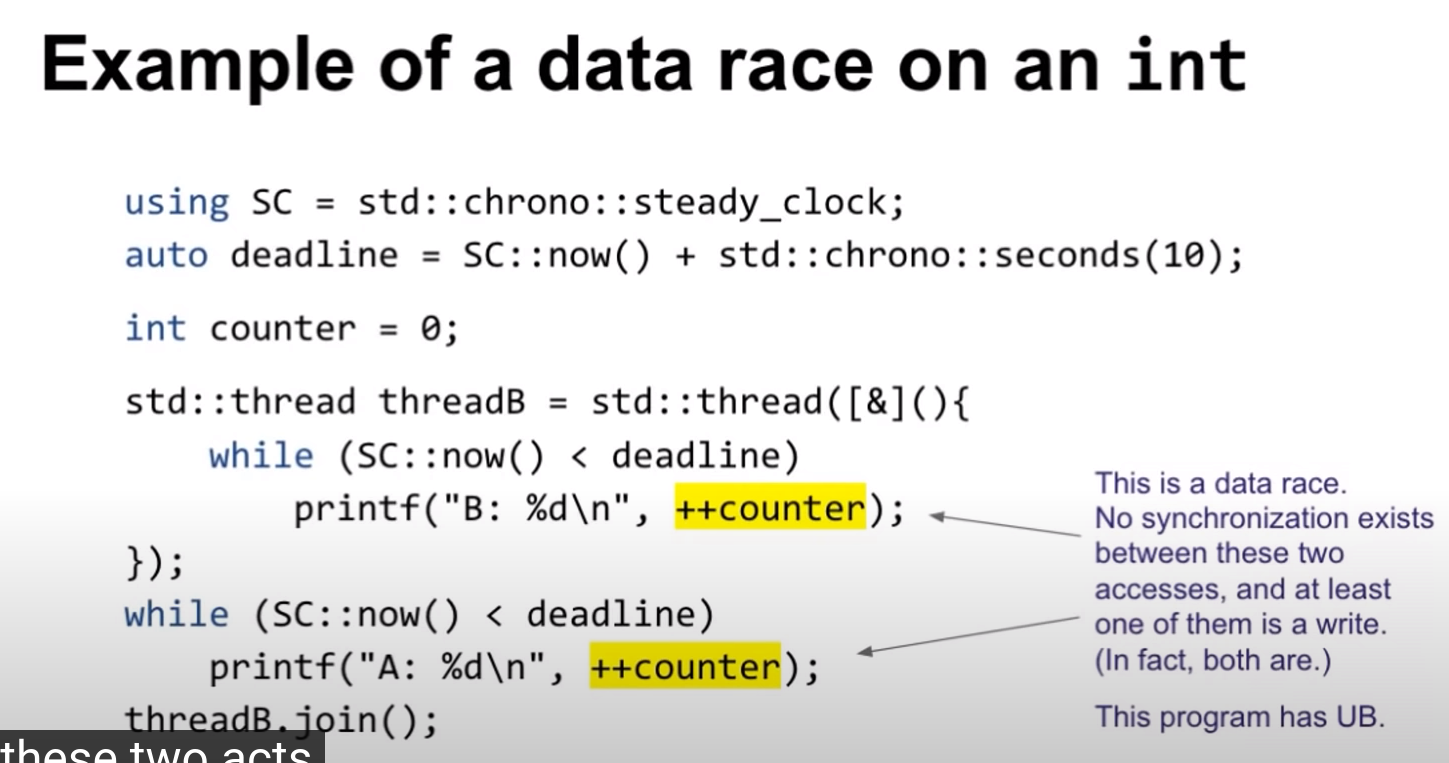 Example of a data race on an int
using SC = std::chrono::steady_clock;
auto deadline = SC::now() + std::chrono::seconds(10);
int counter = 0;
std::thread threadB = std::thread([&](){
while (SC::now() < deadline)
printf("B: %d\n", ++counter);
});
while (SC::now() < deadline)
printf("A: %d\n", ++counter);
threadB.join();
This is a data race.
No synchronization exists
between these two
accesses, and at least
one of them is a write.
(In fact, both are.)
This program has UB.
these two acts